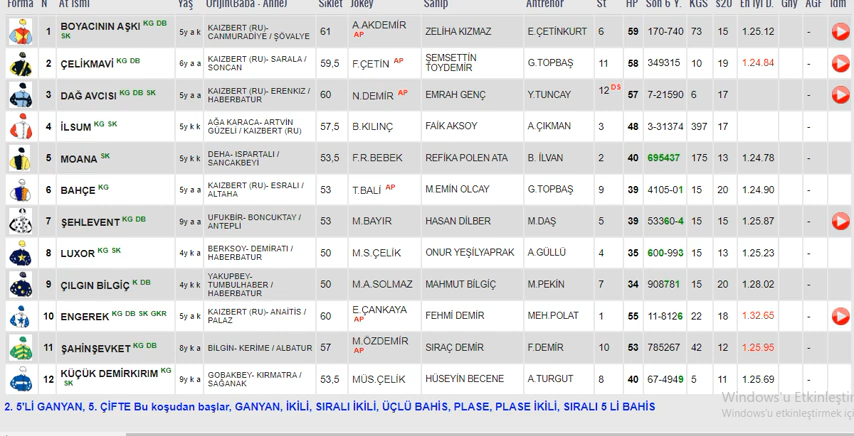 Forma N At İsmi Yaş Orijin(Baba - Anne) Sıklet Jokey Sahip Antrenör St HP Son 6 Y. KGS s20 En İyi D. Gny AGF İdm
1 BOYACININ AŞKI KG DB SK 5y a k KAIZBERT (RU)- CANMURADİYE / ŞÖVALYE 61 A.AKDEMİR AP ZELİHA KIZMAZ E.ÇETİNKURT 6 59 170-740 73 15 1.25.12 -
2 ÇELİKMAVİ KG DB 6y a a KAIZBERT (RU)- SARALA / SONCAN 59,5 F.ÇETİN AP ŞEMSETTİN TOYDEMİR G.TOPBAŞ 11 58 349315 10 19 1.24.84 -
3 DAĞ AVCISI KG DB SK 5y a a KAIZBERT (RU)- ERENKIZ / HABERBATUR 60 N.DEMİR AP EMRAH GENÇ Y.TUNCAY 12 DS 57 7-21590 6 17 -
4 İLSUM KG SK 5y k k AĞA KARACA- ARTVİN GÜZELİ / KAIZBERT (RU) 57,5 B.KILINÇ FAİK AKSOY A.ÇIKMAN 3 48 3-31374 397 17 -
5 MOANA SK 5y k k DEHA- ISPARTALI / SANCAKBEYİ 53,5 F.R.BEBEK REFİKA POLEN ATA B. İLVAN 2 40 695437 175 13 1.24.78 -
6 BAHÇE KG 5y a a KAIZBERT (RU)- ESRALI / ALTAHA 53 T.BALİ AP M.EMİN OLCAY G.TOPBAŞ 9 39 4105-01 15 20 1.24.90 -
7 ŞEHLEVENT KG DB 9y a a UFUKBİR- BONCUKTAY / ANTEPLİ 53 M.BAYIR HASAN DİLBER M.DAŞ 5 39 53360-4 15 15 1.25.87 -
8 LUXOR KG SK 4y k a BERKSOY- DEMİRATI / HABERBATUR 50 M.S.ÇELİK ONUR YEŞİLYAPRAK A.GÜLLÜ 4 35 600-993 15 13 1.25.23 -
9 ÇILGIN BİLGİÇ K DB 4y k k YAKUPBEY- TUMBULHATER / HABERBATUR 50 M.A.SOLMAZ MAHMUT BİLGİÇ M.PEKİN 7 34 908781 15 20 1.28.02 -
10 ENGEREK KG DB SK GKR 5y a k KAIZBERT (RU)- ANAİTİS / PALAZ 60 E.ÇANKAYA AP FEHMİ DEMİR MEH.POLAT 1 55 11-8126 22 18 1.32.65 -
11 ŞAHİNŞEVKET KG DB 8y k a BİLGİN- KERİME / ALBATUR 57 M.ÖZDEMİR AP SIRAÇ DEMİR F.DEMİR 10 53 785267 42 12 1.25.95 -
12 KÜÇÜK DEMİRKIRIM KG SK 9y k a GOBAKBEY- KIRMATRA / SAĞANAK 53,5 MÜS.ÇELİK HÜSEYİN BECENE A.TURGUT 8 40 67-4949 5 11 1.25.69 -
2. 5'Lİ GANYAN, 5. ÇİFTE Bu koşudan başlar, GANYAN, İKİLİ, SIRALI İKİLİ, ÜÇLÜ BAHİS, PLASE, PLASE İKİLİ, SIRALI 5 Lİ BAHİS
Windows'u Etkinleştir
Windows'u etkinleştirmek içi